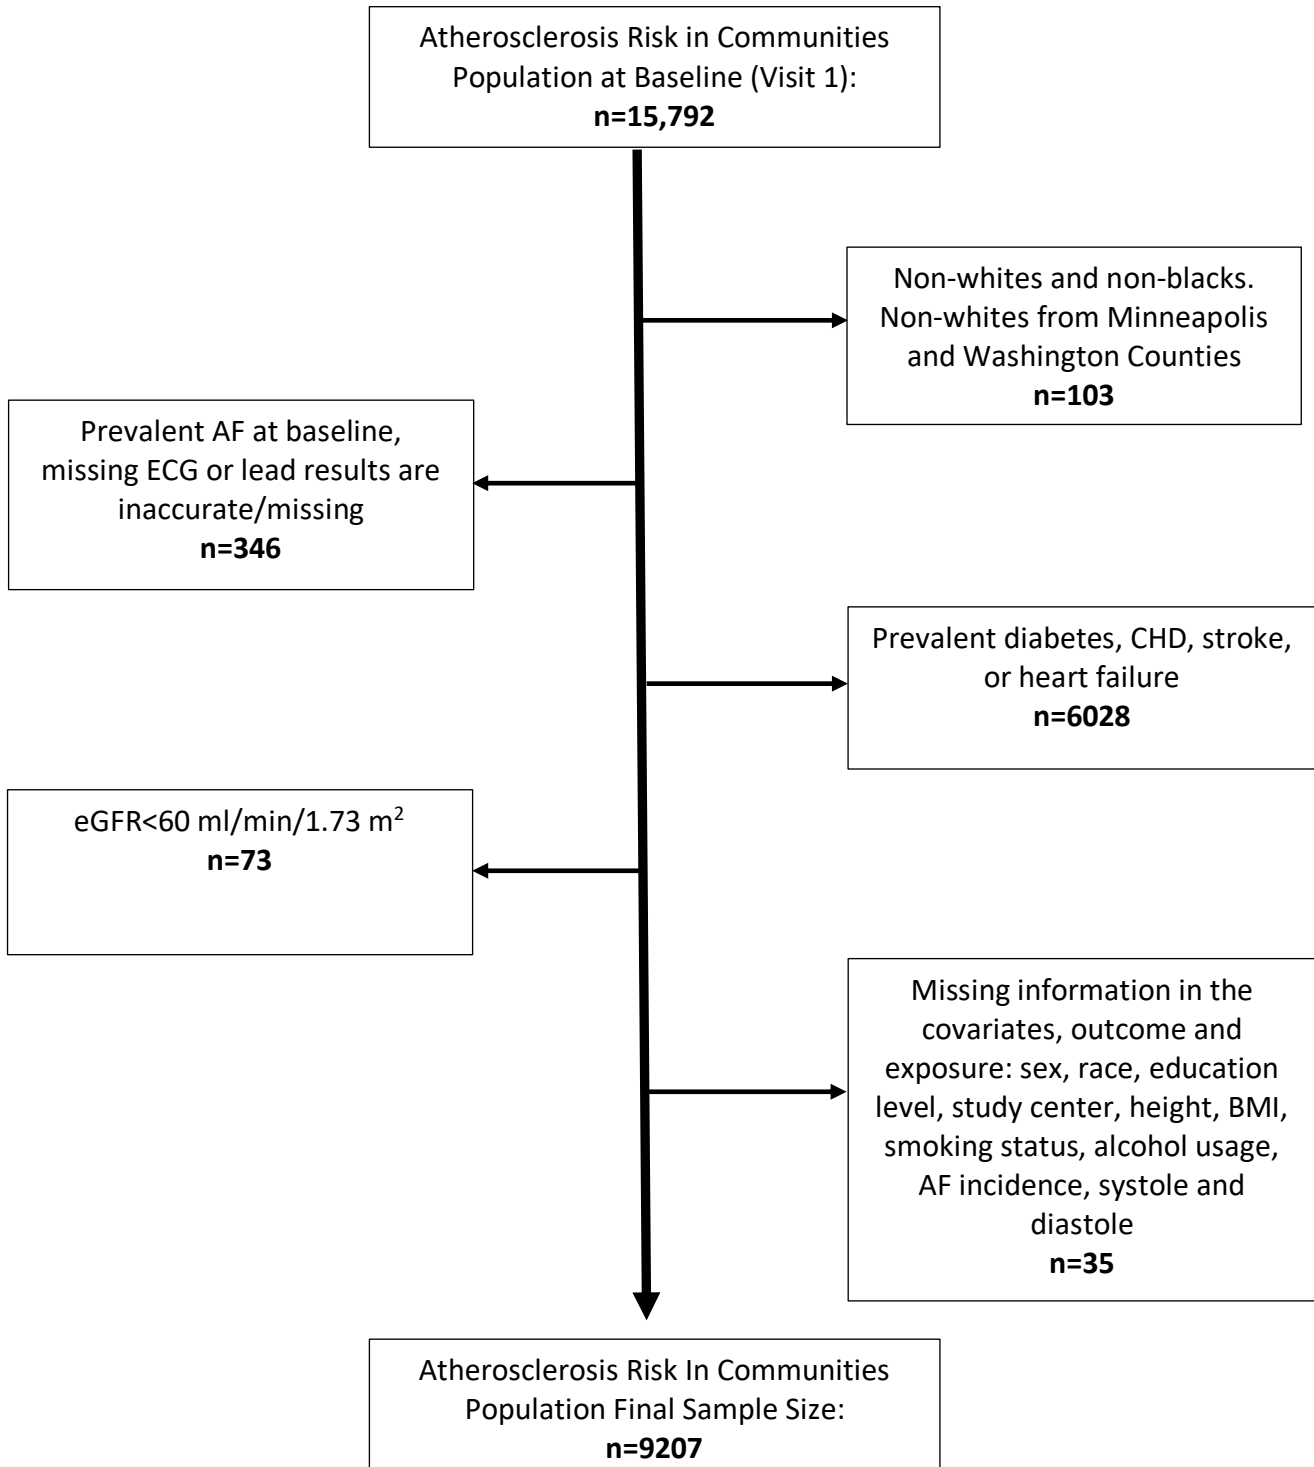 Atherosclerosis Risk in Communities
Population at Baseline (Visit 1):
n=15,792
Non-whites and non-blacks.
Non-whites from Minneapolis
and Washington Counties
n=103
Prevalent AF at baseline,
missing ECG or lead results are
inaccurate/missing
n=346
Prevalent diabetes, CHD, stroke,
or heart failure
n=6028
eGFR<60 ml/min/1.73 m²
n=73
Missing information in the
covariates, outcome and
exposure: sex, race, education
level, study center, height, BMI,
smoking status, alcohol usage,
AF incidence, systole and
diastole
n=35
Atherosclerosis Risk In Communities
Population Final Sample Size:
n=9207